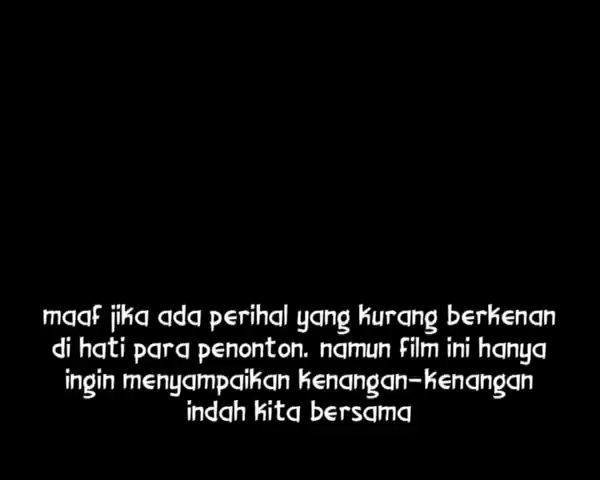 maaf jika ada perihal yang kurang berkenan
di hati para penonton. namun film ini hanya
ingin menyampaikan kenangan-kenangan
indah kita bersama